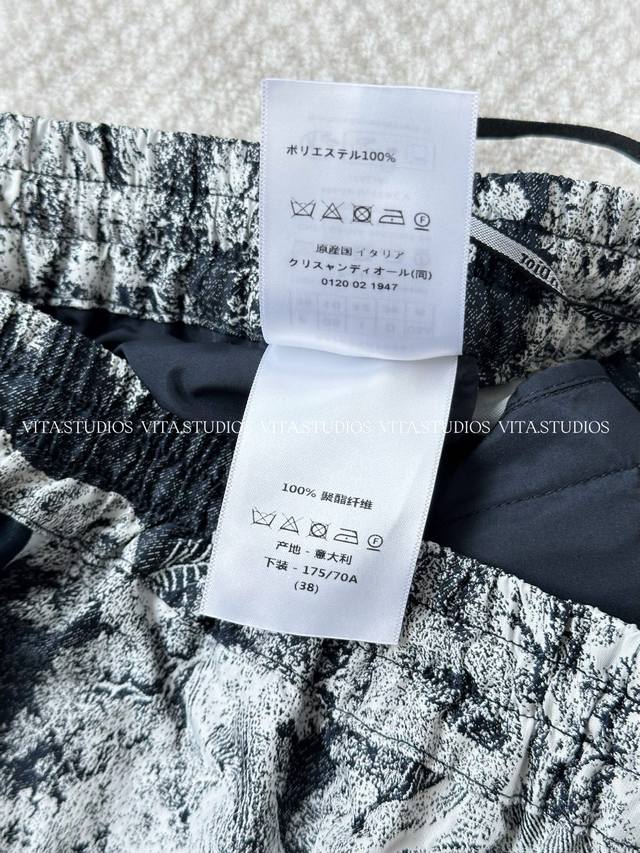 ポリエステル100%
原産国 イタリア
クリスャンディオール(同)
0120 02 1947
VITA.STUDIOS VITA.STUDIOS VITA.STUDIOS VITA.STUDIOS VITA.STUDIOS
100% 聚酯纤维
产地 - 意大利
下装 - 175/70A
(38)